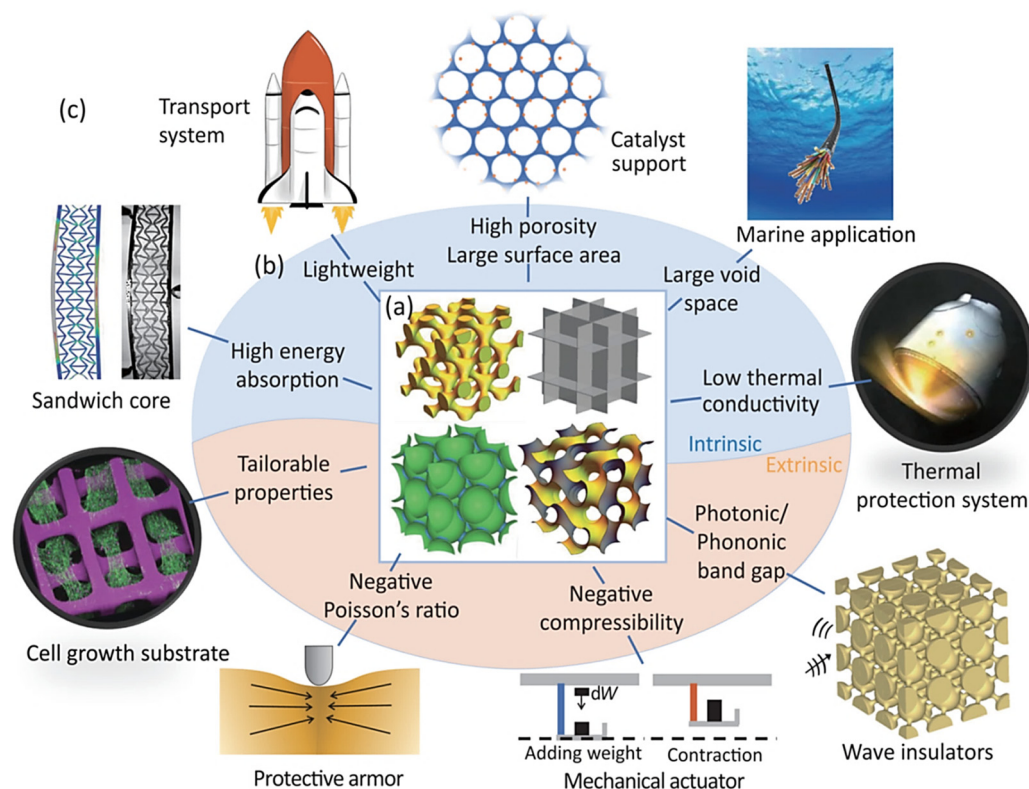 (c)
Transport
system
Catalyst
support
Marine application
(b)
Lightweight
High porosity
Large surface area
Large void
space
(a)
High energy
absorption
Sandwich core
Low thermal
conductivity
Intrinsic
Extrinsic
Thermal
protection system
Tailorable
properties
Cell growth substrate
Negative
Poisson's ratio
Protective armor
Negative
compressibility
dW
Adding weight
Contraction
Mechanical actuator
Photonic/
Phononic
band gap
Wave insulators